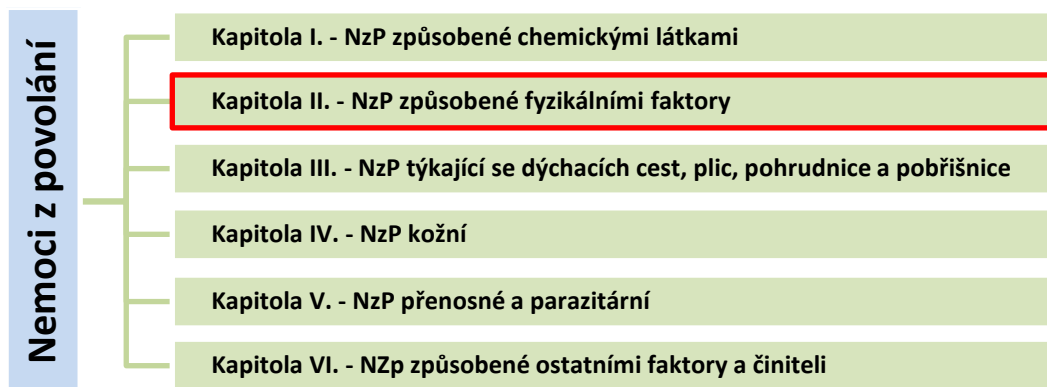 Nemoci z povolání
Kapitola I. - NzP způsobené chemickými látkami
Kapitola II. - NzP způsobené fyzikálními faktory
Kapitola III. - NzP týkající se dýchacích cest, plic, pohrudnice a pobřišnice
Kapitola IV. - NzP kožní
Kapitola V. - NzP přenosné a parazitární
Kapitola VI. - NZp způsobené ostatními faktory a činiteli